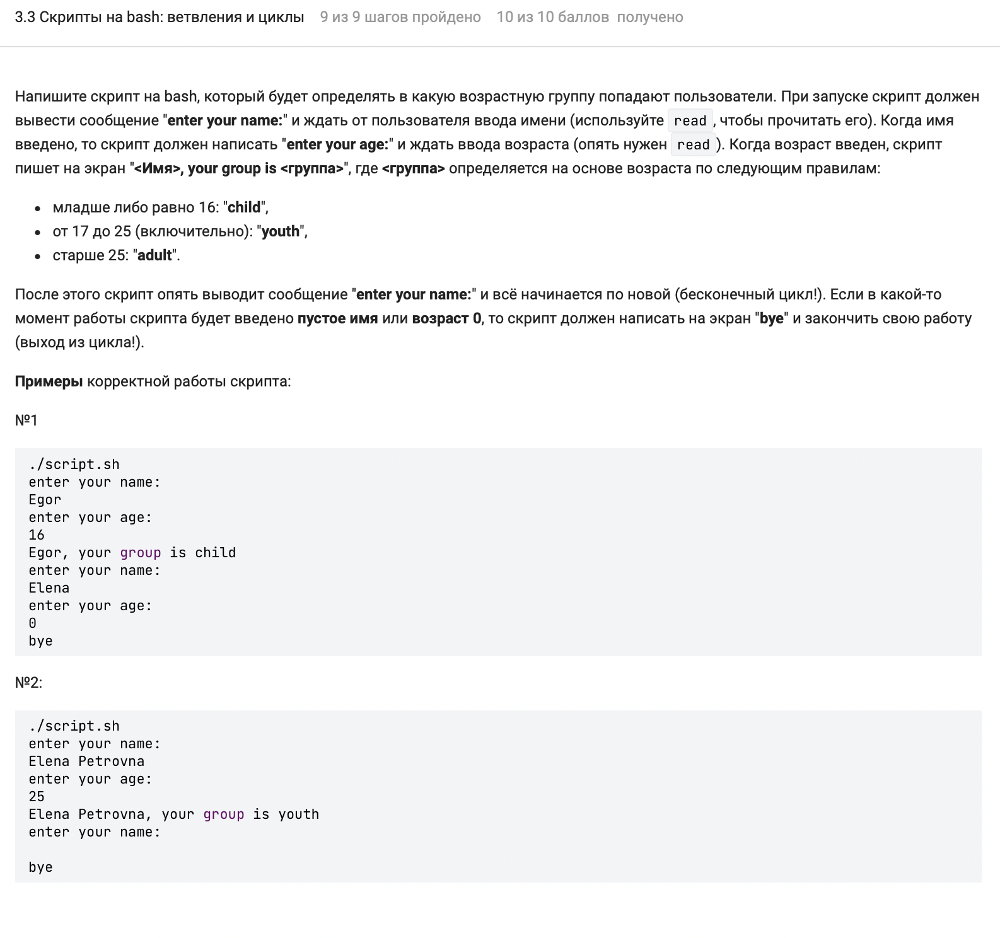 3.3 Скрипты на bash: ветвления и циклы 9 из 9 шагов пройдено 10 из 10 баллов получено
Напишите скрипт на bash, который будет определять в какую возрастную группу попадают пользователи. При запуске скрипт должен
вывести сообщение "enter your name:" и ждать от пользователя ввода имени (используйте read, чтобы прочитать его). Когда имя
введено, то скрипт должен написать "enter your age:" и ждать ввода возраста (опять нужен read). Когда возраст введен, скрипт
пишет на экран "<Имя>, your group is <группа>", где <группа> определяется на основе возраста по следующим правилам:
• младше либо равно 16: "child",
• от 17 до 25 (включительно): "youth",
• старше 25: "adult".
После этого скрипт опять выводит сообщение "enter your name:" и всё начинается по новой (бесконечный цикл!). Если в какой-то
момент работы скрипта будет введено пустое имя или возраст 0, то скрипт должен написать на экран "bye" и закончить свою работу
(выход из цикла!).
Примеры корректной работы скрипта:
№1
./script.sh
enter your name:
Egor
enter your age:
16
Egor, your group is child
enter your name:
Elena
enter your age:
0
bye
№2:
./script.sh
enter your name:
Elena Petrovna
enter your age:
25
Elena Petrovna, your group is youth
enter your name:
bye